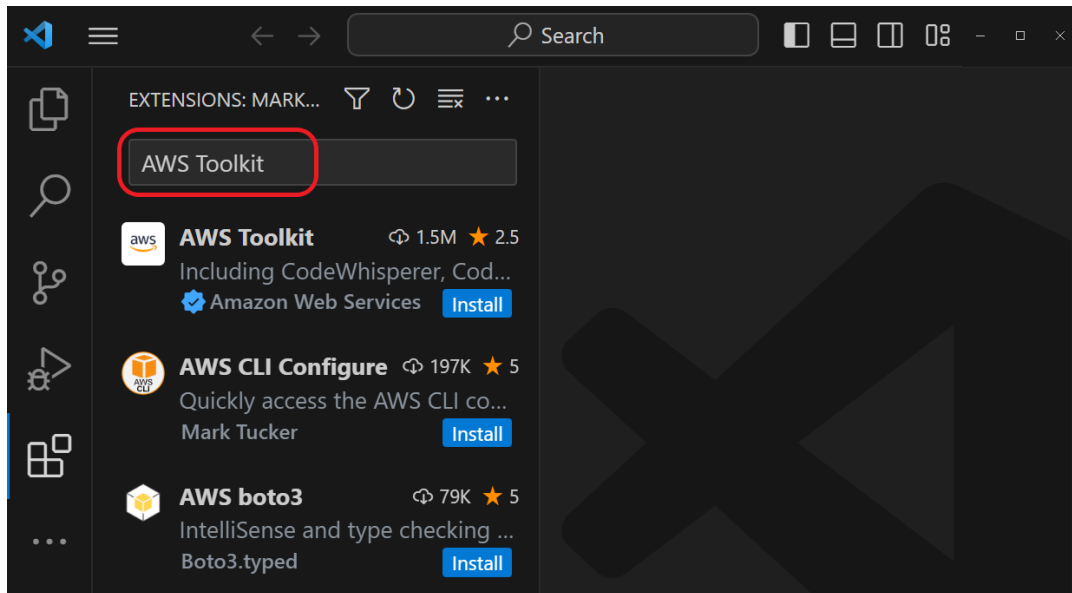 Search
EXTENSIONS: MARK...
AWS Toolkit
aws
AWS Toolkit 1.5M 2.5
Including CodeWhisperer, Cod...
Amazon Web Services Install
AWS CLI
AWS CLI Configure 197K 5
Quickly access the AWS CLI co...
Mark Tucker Install
AWS boto3 79K 5
IntelliSense and type checking ...
Boto3.typed Install